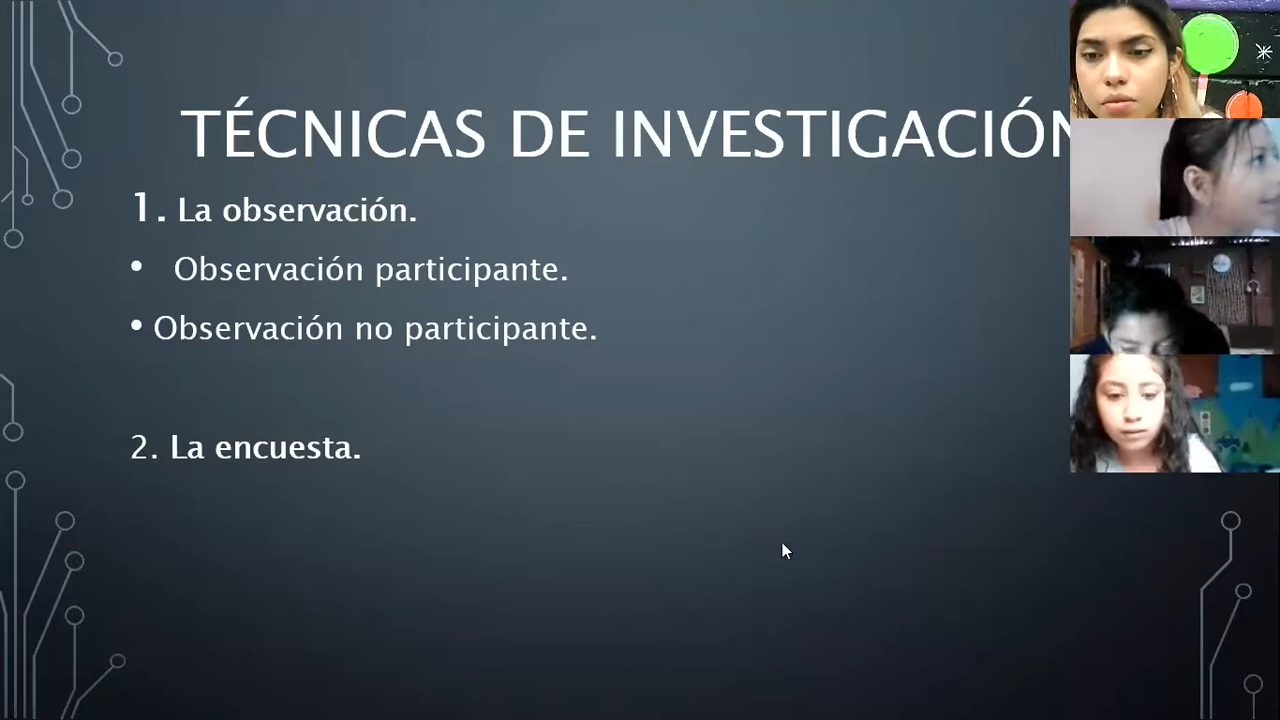 TÉCNICAS DE INVESTIGACIÓN
1. La observación.
• Observación participante.
• Observación no participante.
2. La encuesta.